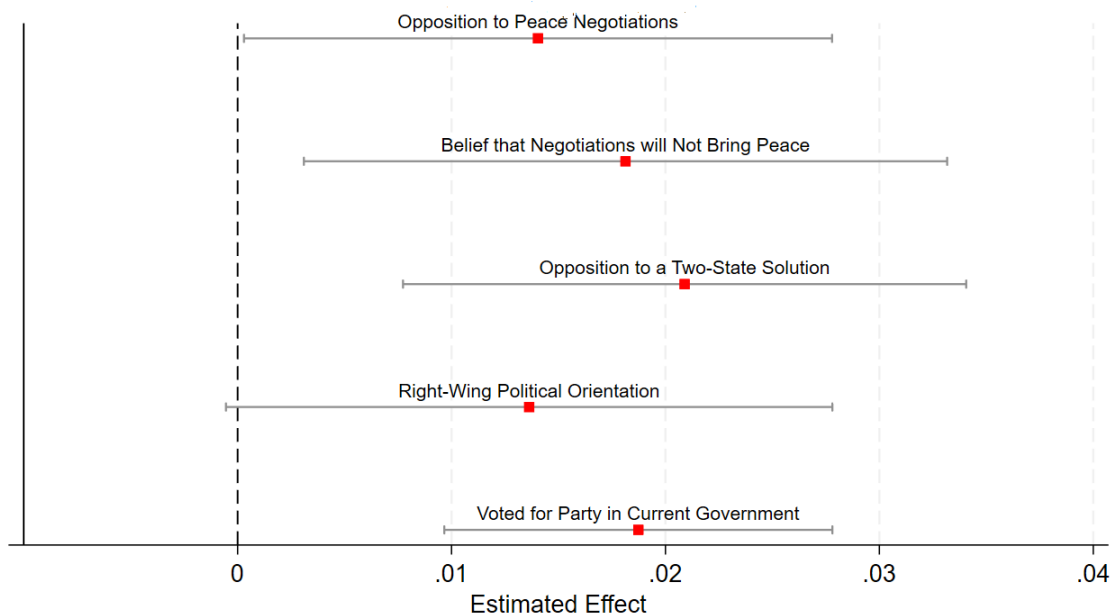 Opposition to Peace Negotiations
Belief that Negotiations will Not Bring Peace
Opposition to a Two-State Solution
Right-Wing Political Orientation
Voted for Party in Current Government
0 .01 .02 .03 .04
Estimated Effect